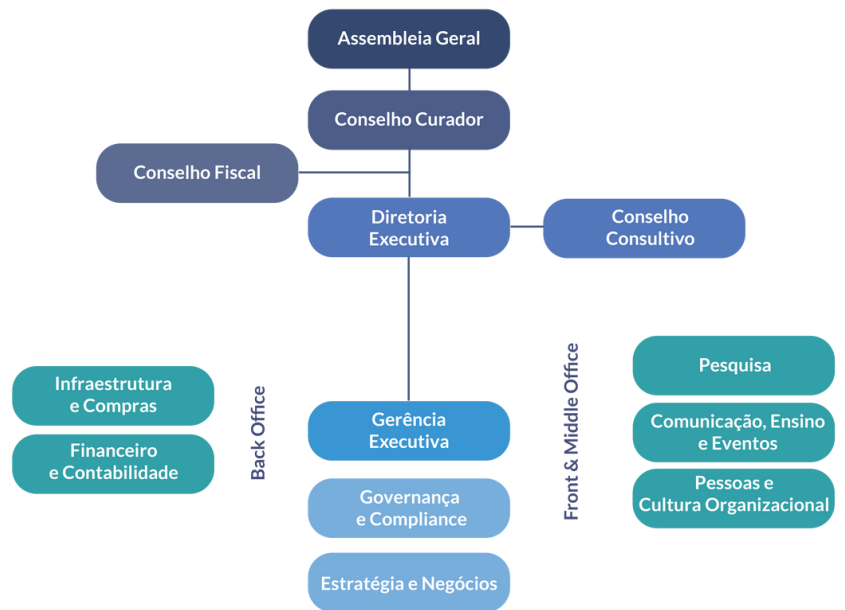 Assembleia Geral
Conselho Curador
Conselho Fiscal
Diretoria
Executiva
Conselho
Consultivo
Infraestrutura
e Compras
Financeiro
e Contabilidade
Back Office
Gerência
Executiva
Governança
e Compliance
Estratégia e Negócios
Front & Middle Office
Pesquisa
Comunicação, Ensino
e Eventos
Pessoas e
Cultura Organizacional